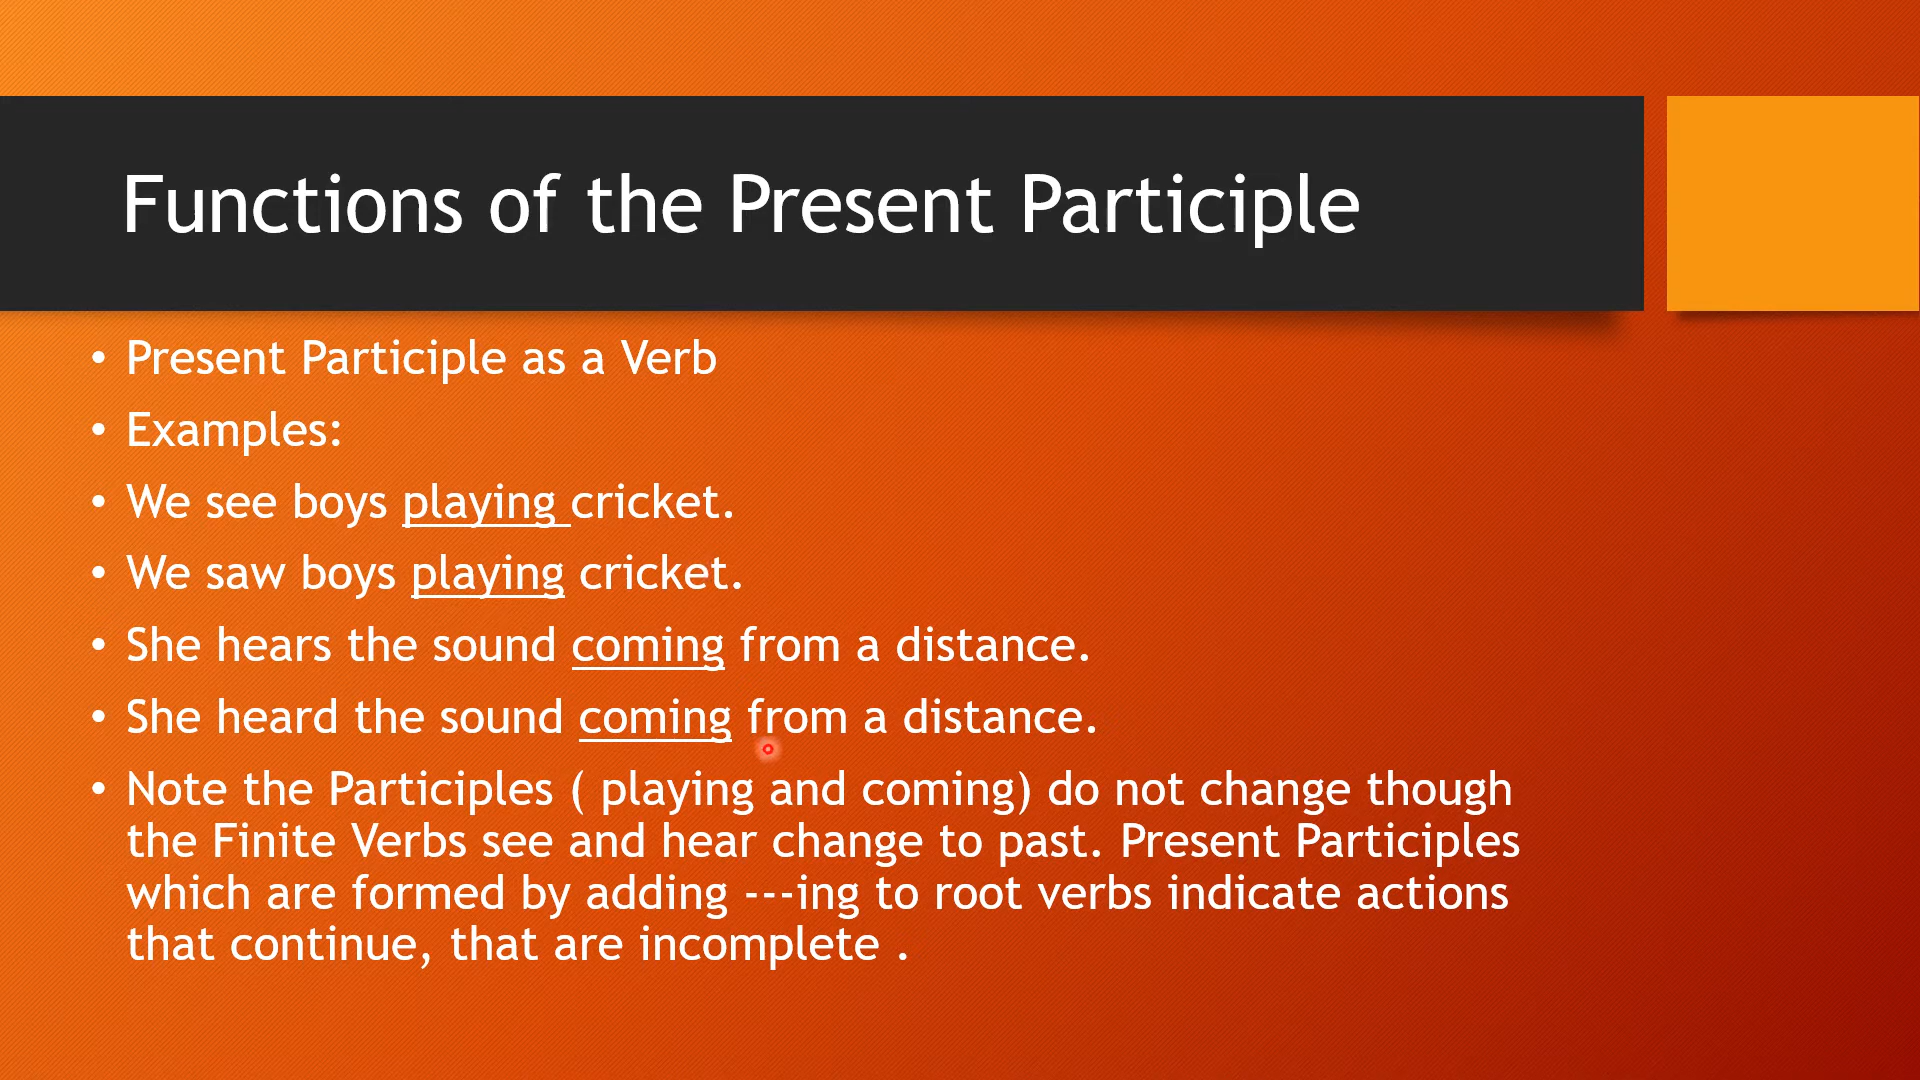 Functions of the Present Participle
• Present Participle as a Verb
• Examples:
• We see boys playing cricket.
• We saw boys playing cricket.
• She hears the sound coming from a distance.
• She heard the sound coming from a distance.
• Note the Participles ( playing and coming) do not change though
the Finite Verbs see and hear change to past. Present Participles
which are formed by adding ---ing to root verbs indicate actions
that continue, that are incomplete .